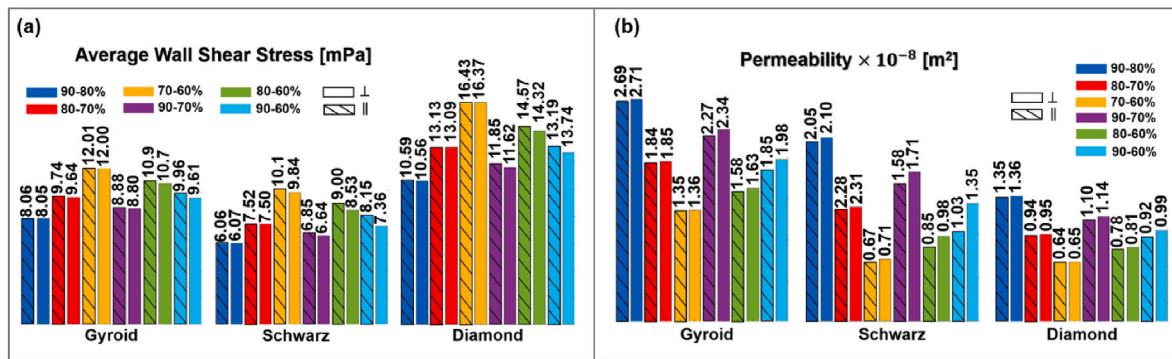 (a)
Average Wall Shear Stress [mPa]
90-80% 70-60% 80-60% ⊥
80-70% 90-70% 90-60% ∥
8.06 8.05 9.74 9.64 12.01 12.00 8.88 8.80 10.9 10.7 9.96 9.61
6.06 6.07 7.52 7.50 10.1 9.84 6.85 6.64 9.00 8.53 8.15 7.36
10.59 10.56 13.13 13.09 16.43 16.37 11.85 11.62 14.57 14.32 13.19 13.74
Gyroid Schwarz Diamond
(b)
Permeability × 10⁻⁸ [m²]
90-80%
80-70%
70-60%
90-70%
80-60%
90-60%
⊥
∥
2.69 2.71 1.84 1.85 1.35 1.36 2.27 2.34 1.58 1.63 1.85 1.98
2.05 2.10 2.28 2.31 0.67 0.71 1.58 1.71 0.85 0.98 1.03 1.35
1.35 1.36 0.94 0.95 0.64 0.65 1.10 1.14 0.78 0.81 0.92 0.99
Gyroid Schwarz Diamond